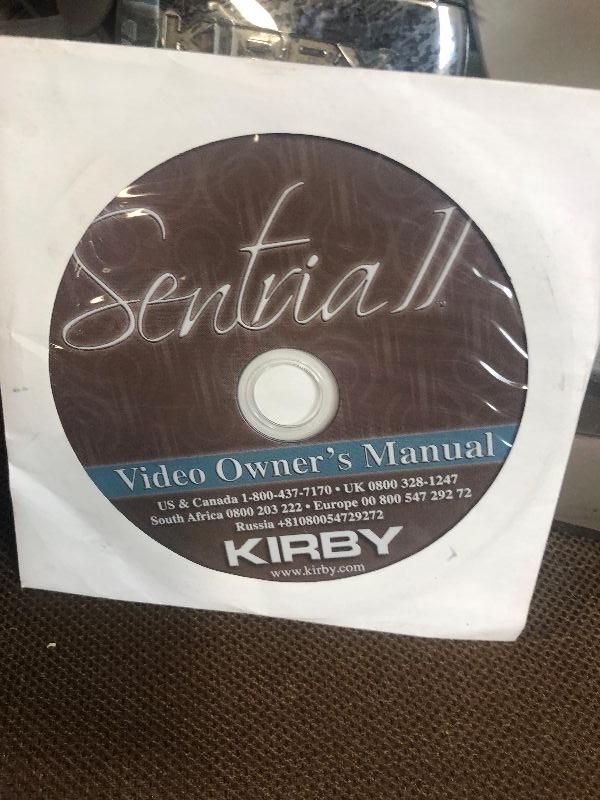 KIRBY
Sentria II
Video Owner's Manual
US & Canada 1-800-437-7170 • UK 0800 328-1247
South Africa 0800 203 222 • Europe 00 800 547 292 72
Russia +81080054729272
KIRBY
www.kirby.com